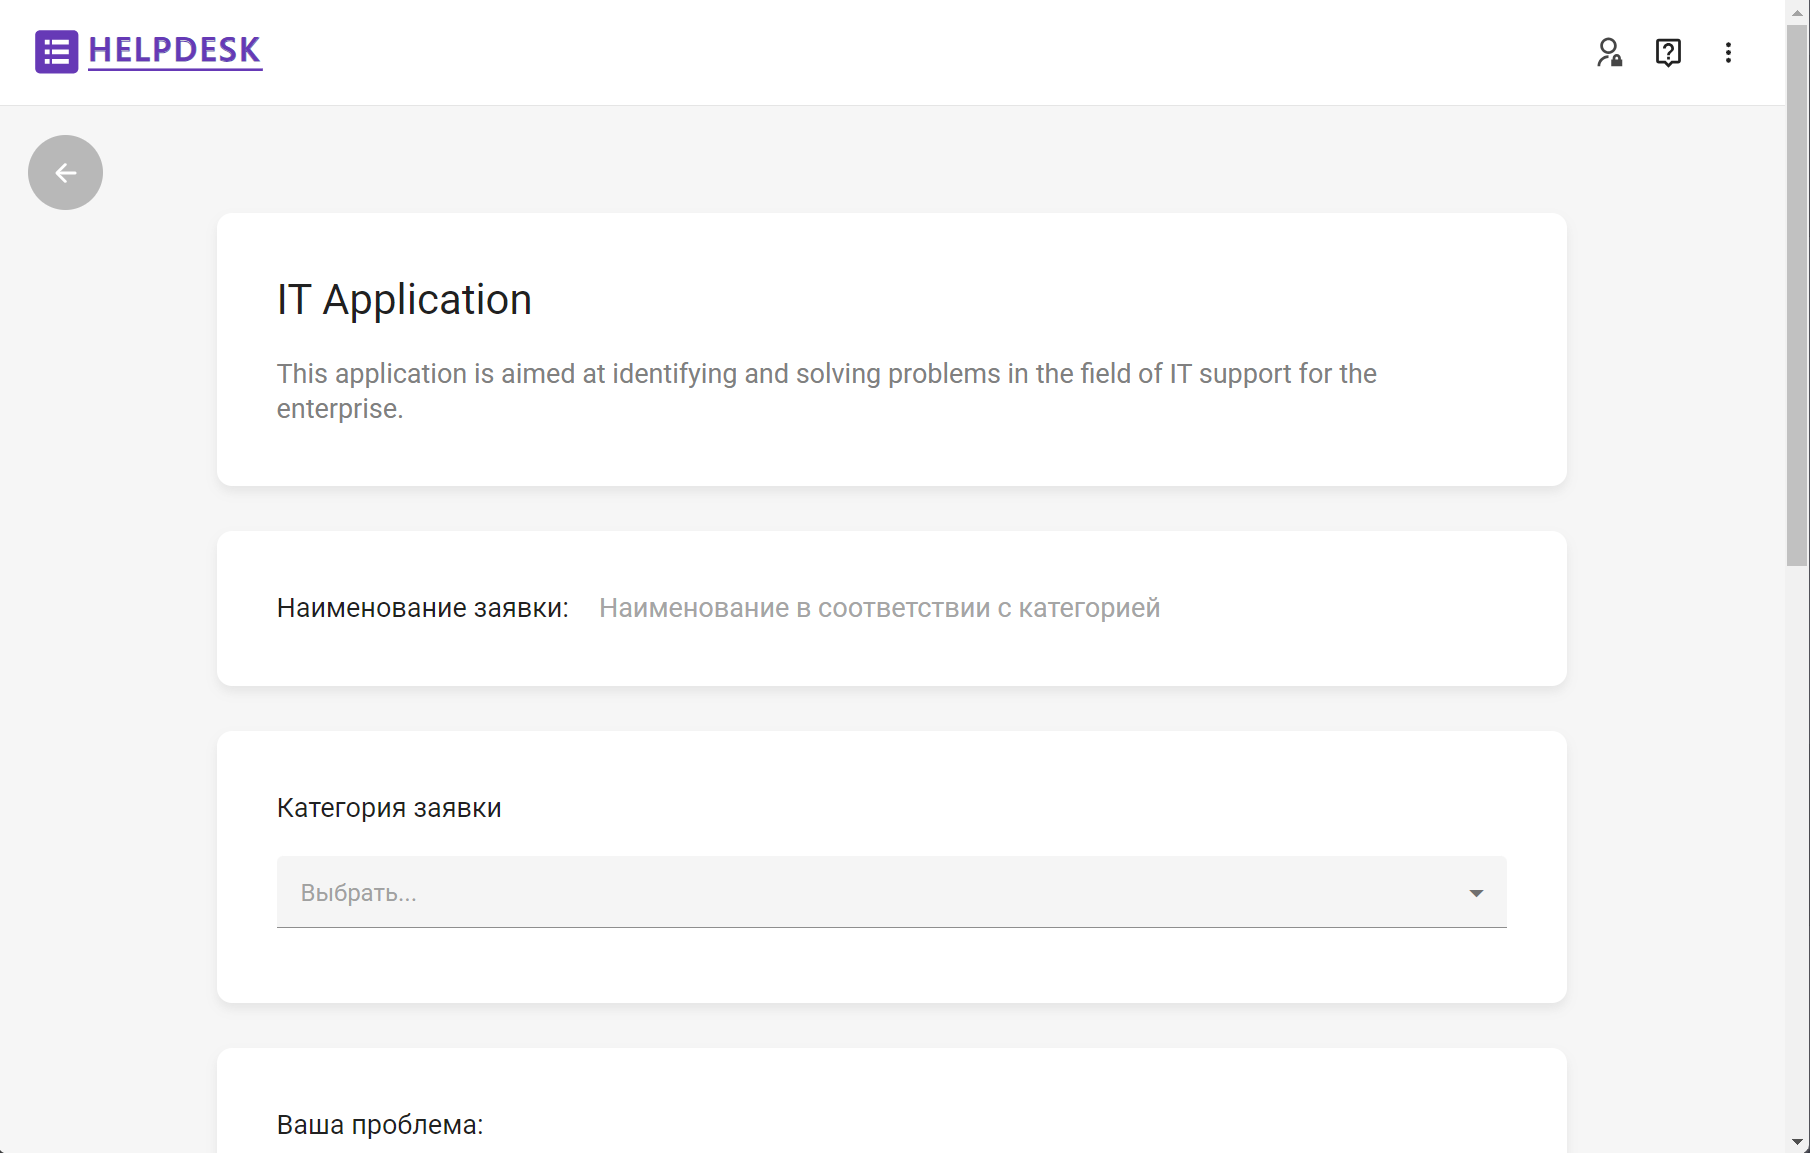 HELPDESK
IT Application
This application is aimed at identifying and solving problems in the field of IT support for the
enterprise.
Наименование заявки: Наименование в соответствии с категорией
Категория заявки
Выбрать...
Ваша проблема: